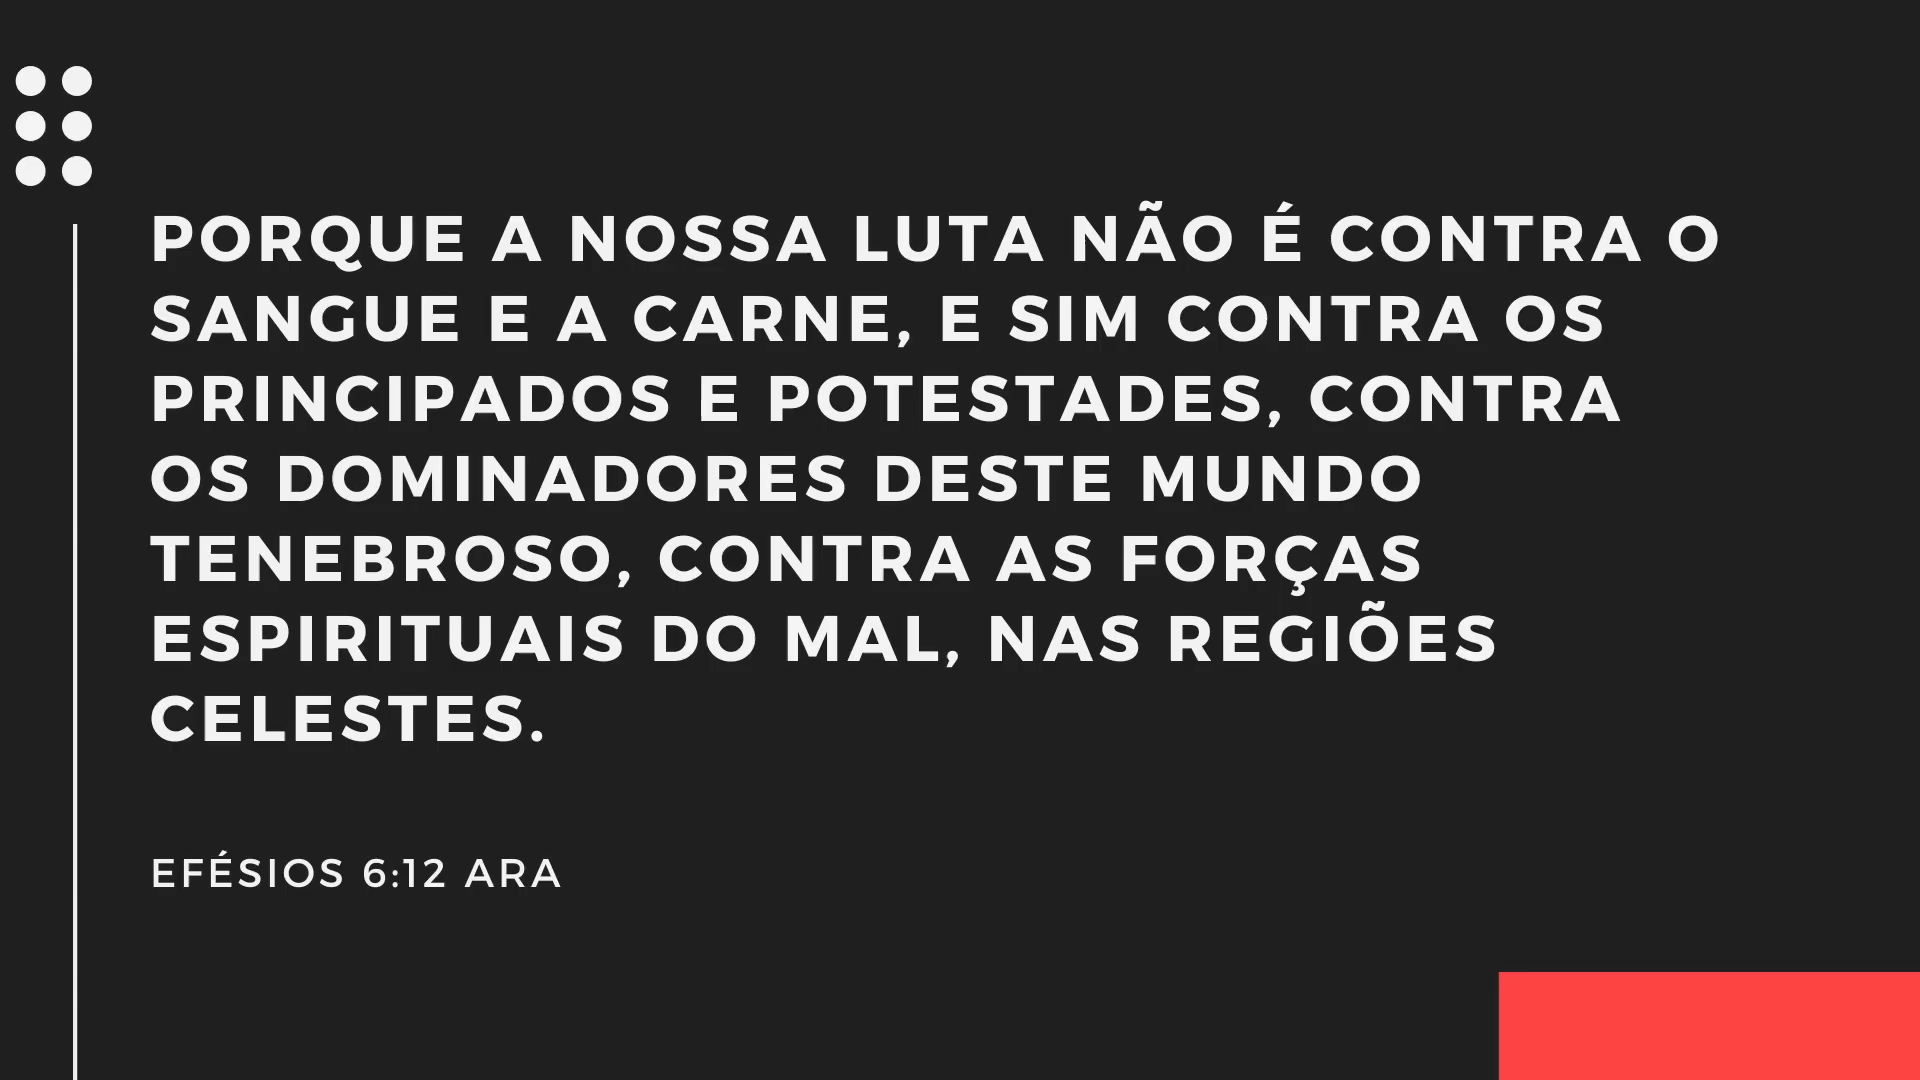 PORQUE A NOSSA LUTA NÃO É CONTRA O
SANGUE E A CARNE, E SIM CONTRA OS
PRINCIPADOS E POTESTADES, CONTRA
OS DOMINADORES DESTE MUNDO
TENEBROSO, CONTRA AS FORÇAS
ESPIRITUAIS DO MAL, NAS REGIÕES
CELESTES.
EFÉSIOS 6:12 ARA